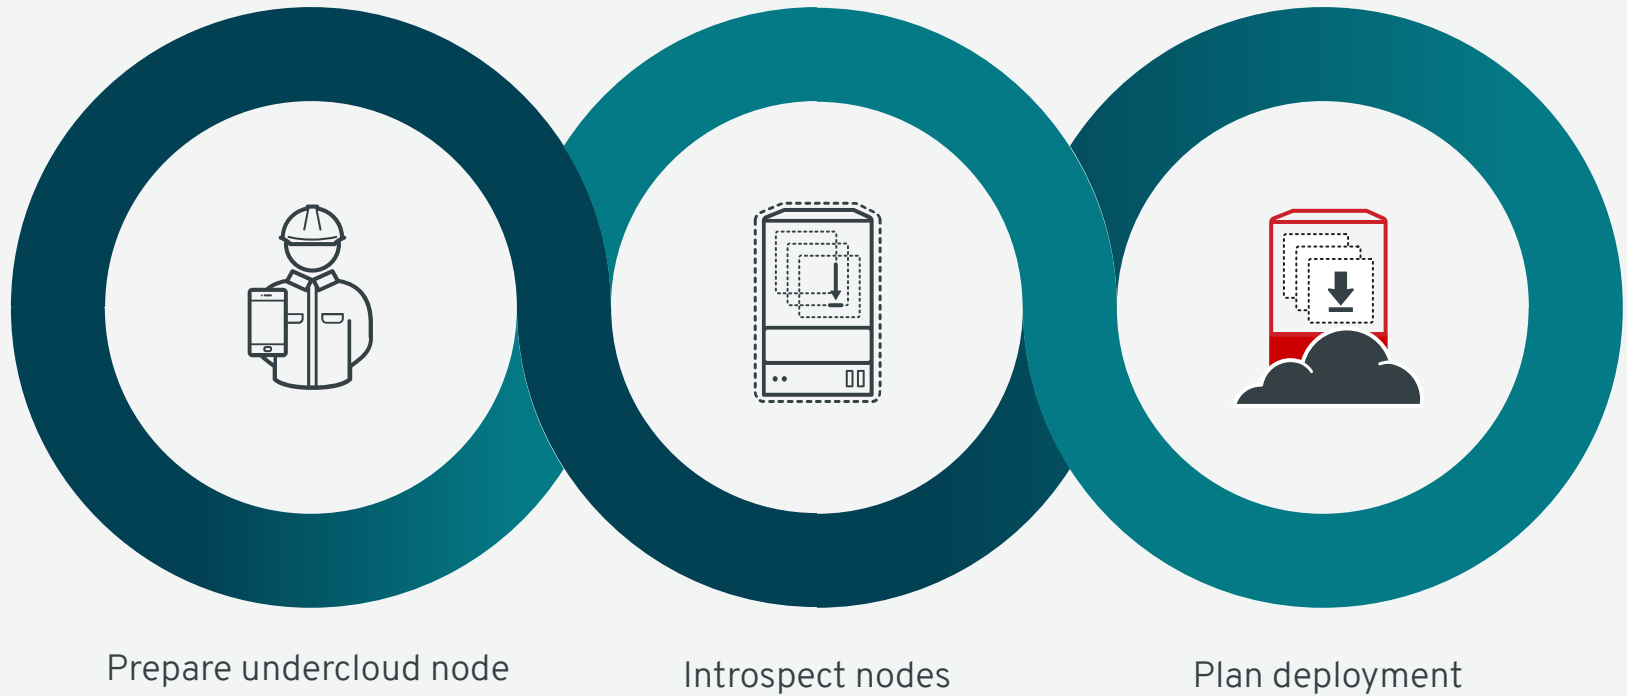 Prepare undercloud node
Introspect nodes
Plan deployment